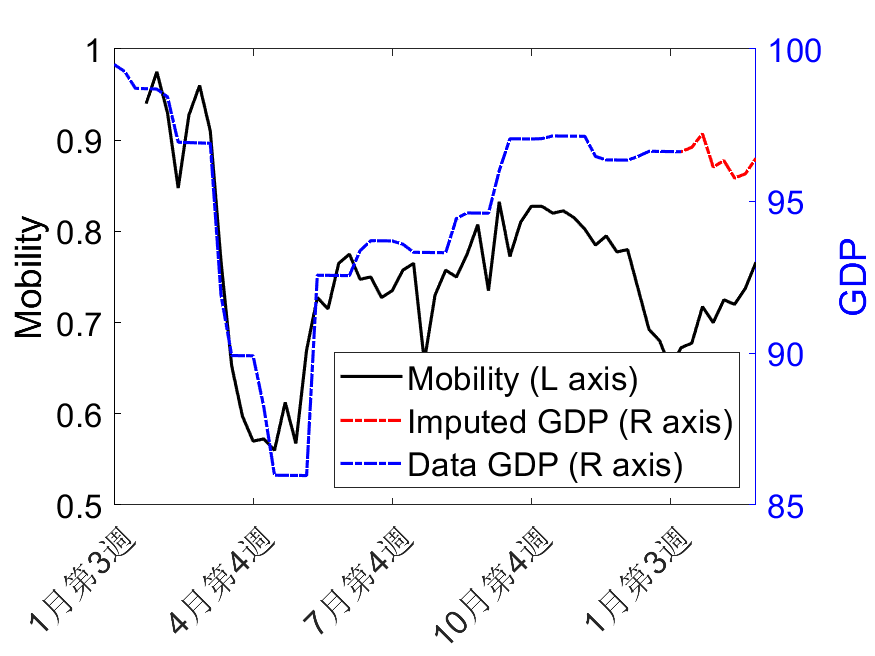 1
0.9
0.8
0.7
0.6
0.5
Mobility
100
95
90
85
GDP
Mobility (L axis)
Imputed GDP (R axis)
Data GDP (R axis)
1月第3週
4月第4週
7月第4週
10月第4週
1月第3週